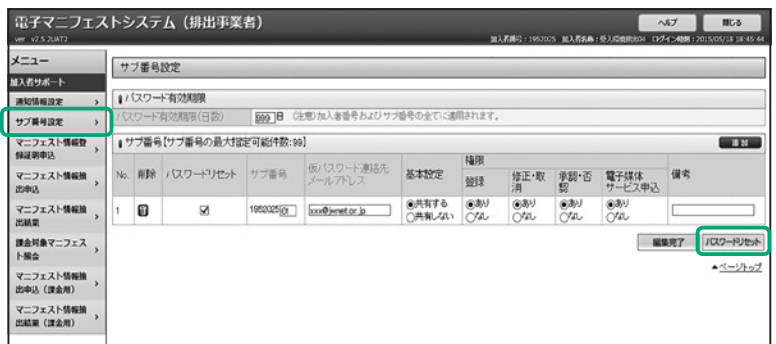 電子マニフェストシステム（排出事業者）
ヘルプ
閉じる
ver v2.5.2UAT2
加入者番号：1952025 加入者名称：受入環境排出04 ログイン時刻：2015/05/18 18:45:44
メニュー
加入者サポート
通知情報設定
サブ番号設定
マニフェスト情報登
録証明申込
マニフェスト情報抽
出申込
マニフェスト情報抽
出結果
課金対象マニフェス
ト照会
マニフェスト情報抽
出申込（課金用）
マニフェスト情報抽
出結果（課金用）
サブ番号設定
パスワード有効期限
パスワード有効期限（日数） 999 日 （注意）加入者番号およびサブ番号の全てに適用されます。
サブ番号【サブ番号の最大指定可能件数：99】
追加
No. 削除 パスワードリセット サブ番号 仮パスワード連絡先
メールアドレス 基本設定 権限
登録 修正・取
消 承認・否
認 電子媒体
サービス申込 備考
1 1952025 01 xxx@jwnet.or.jp
共有する
共有しない
あり
なし
あり
なし
あり
なし
あり
なし
編集完了
パスワードリセット
▲ページトップ